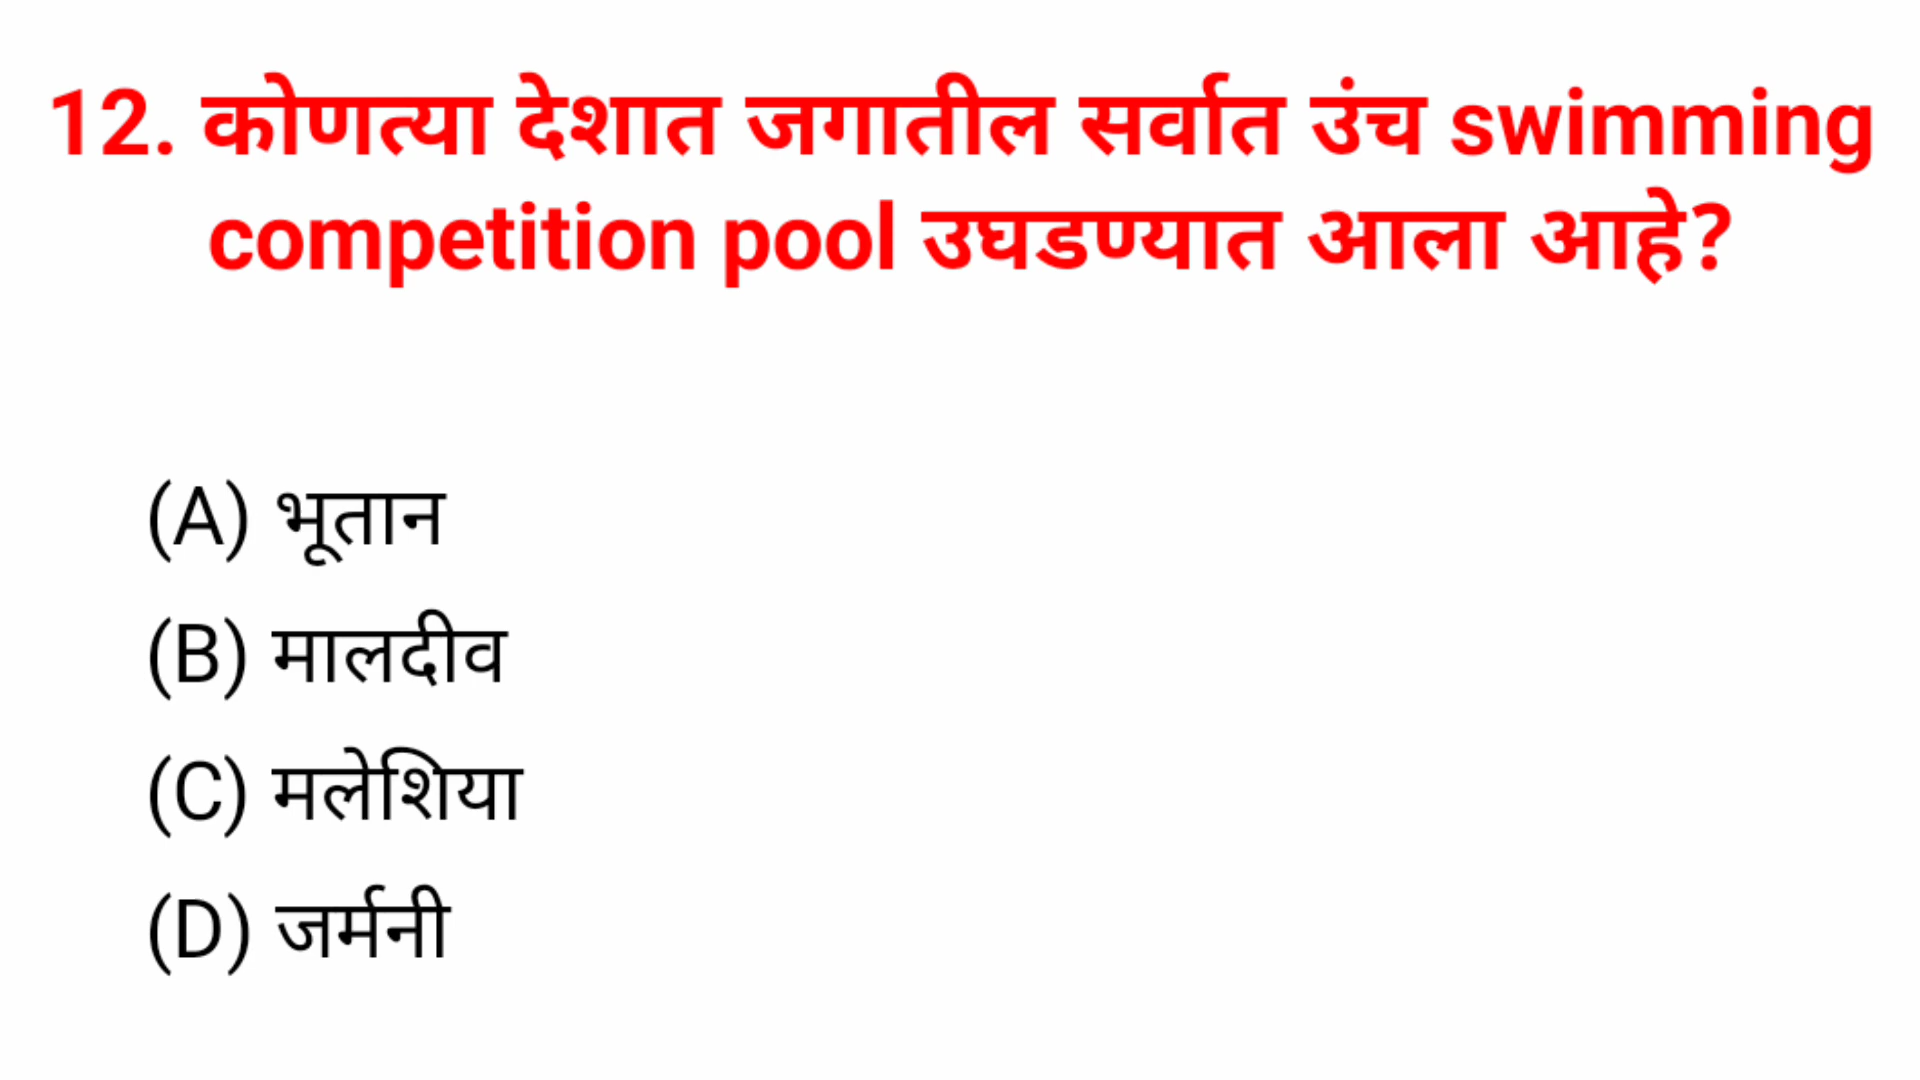 12. कोणत्या देशात जगातील सर्वात उंच swimming
competition pool उघडण्यात आला आहे?
(A) भूतान
(B) मालदीव
(C) मलेशिया
(D) जर्मनी